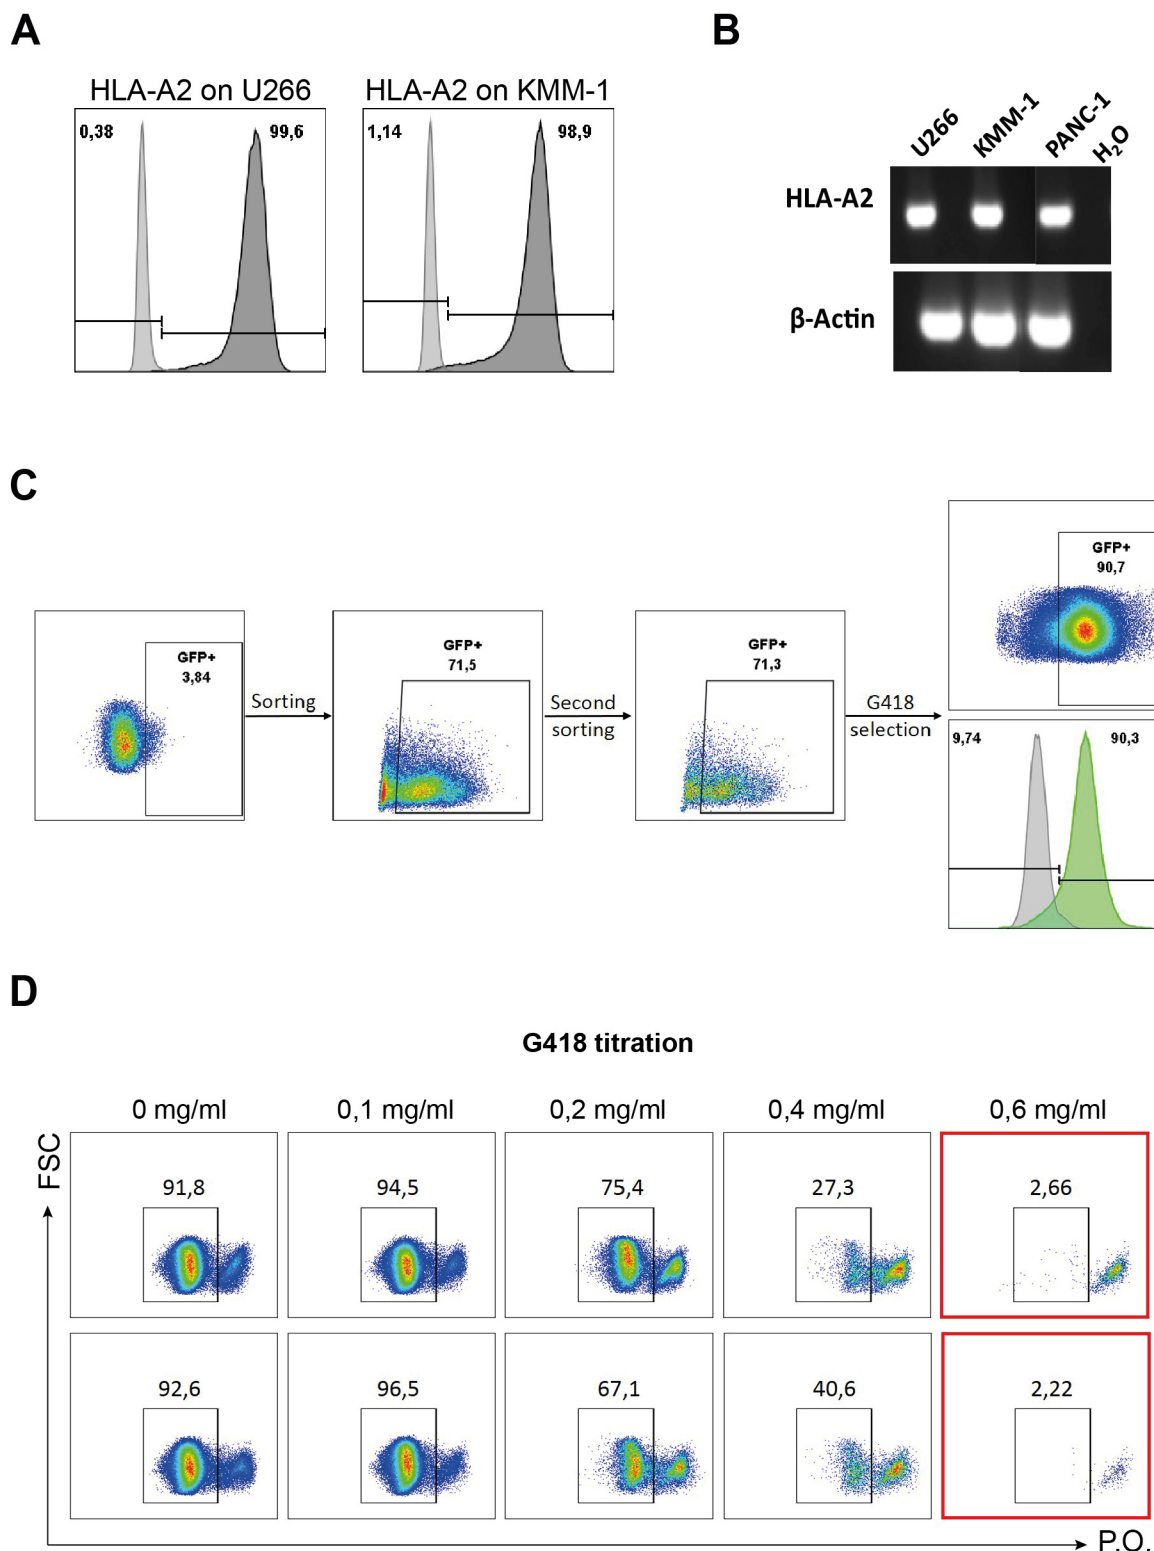 A
HLA-A2 on U266
0,38
99,6
HLA-A2 on KMM-1
1,14
98,9
B
U266
KMM-1
PANC-1
H₂O
HLA-A2
β-Actin
C
GFP+
3,84
Sorting
GFP+
71,5
Second
sorting
GFP+
71,3
G418
selection
GFP+
90,7
9,74
90,3
D
G418 titration
0 mg/ml
0,1 mg/ml
0,2 mg/ml
0,4 mg/ml
0,6 mg/ml
FSC
91,8
94,5
75,4
27,3
2,66
92,6
96,5
67,1
40,6
2,22
P.O.